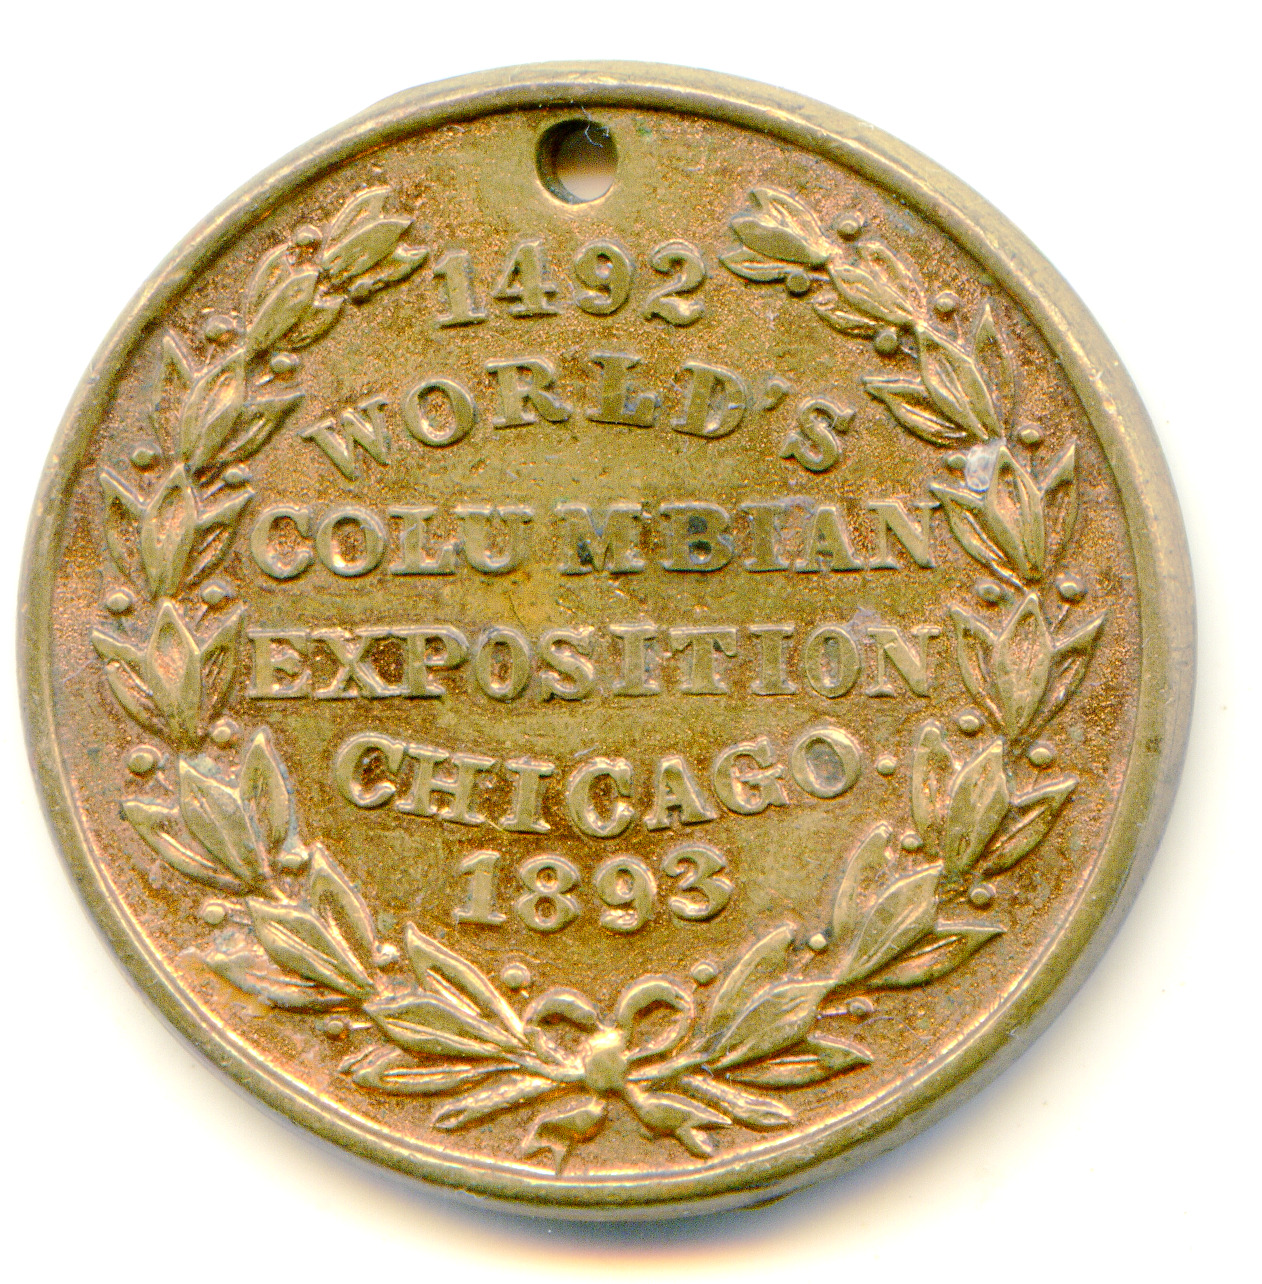 1492
WORLD'S
COLUMBIAN
EXPOSITION
CHICAGO.
1893